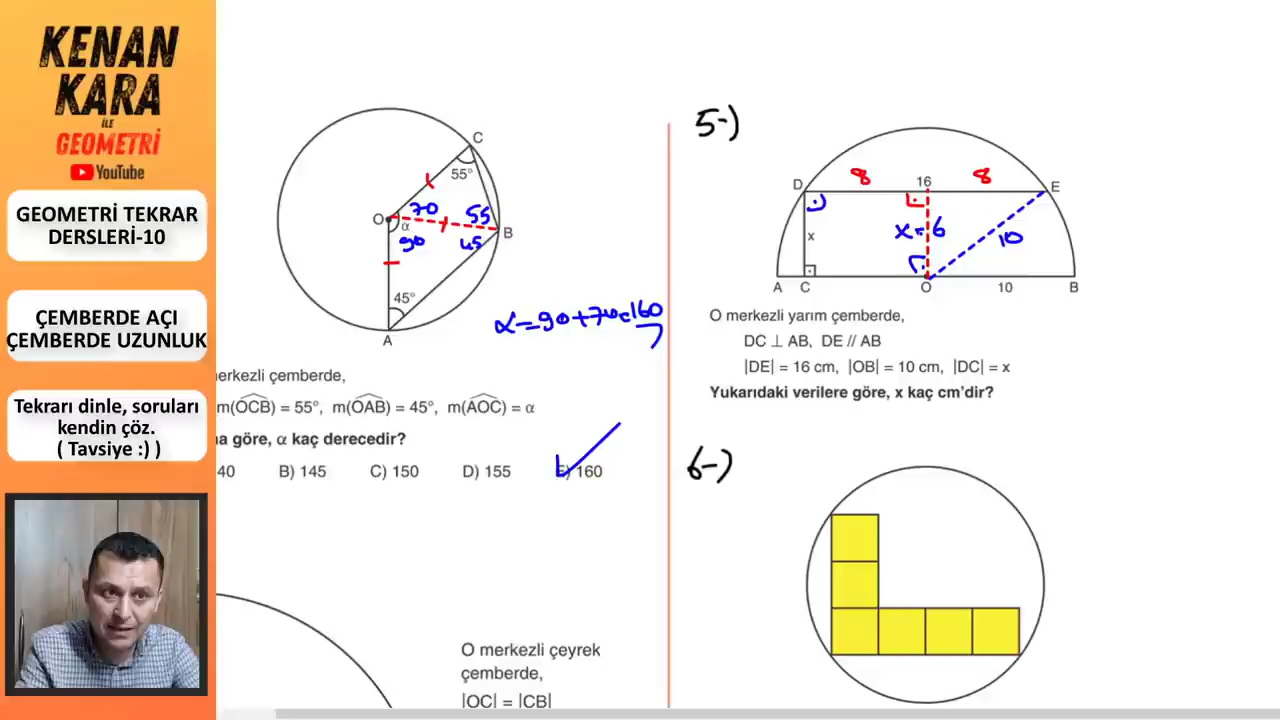 KENAN
KARA
İLE
GEOMETRİ
YouTube
GEOMETRİ TEKRAR
DERSLERİ-10
ÇEMBERDE AÇI
ÇEMBERDE UZUNLUK
Tekrarı dinle, soruları
kendin çöz.
( Tavsiye :) )
C
55°
O
70
55
α
B
90
45
45°
A
α=90+70=160
erkezli çemberde,
m(OCB) = 55°, m(OAB) = 45°, m(AOC) = α
na göre, α kaç derecedir?
40 B) 145 C) 150 D) 155 E) 160
O merkezli çeyrek
çemberde,
|OC| = |CB|
5-)
D 8 16 8 E
x x=6 10
A C O 10 B
O merkezli yarım çemberde,
DC ⊥ AB, DE // AB
|DE| = 16 cm, |OB| = 10 cm, |DC| = x
Yukarıdaki verilere göre, x kaç cm'dir?
6-)